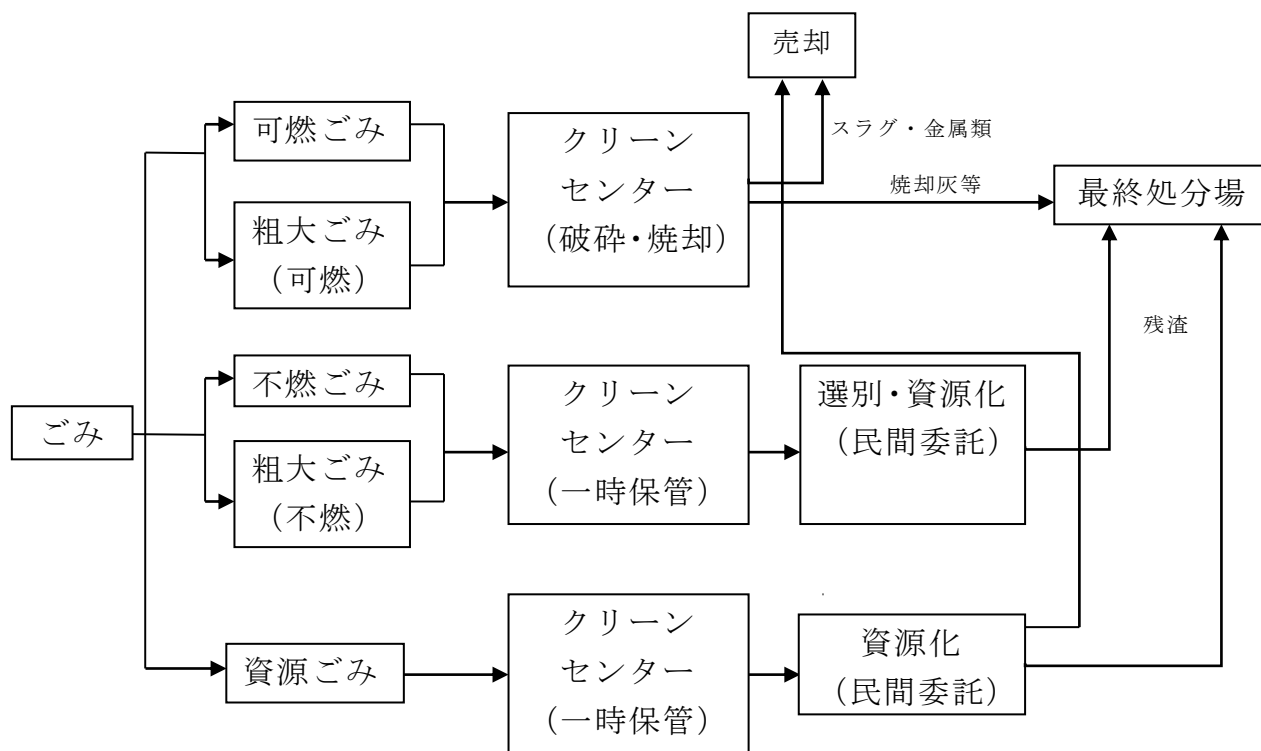 売却
可燃ごみ
クリーン
センター
(破砕・焼却)
スラグ・金属類
焼却灰等
最終処分場
粗大ごみ
(可燃)
残渣
不燃ごみ
クリーン
センター
(一時保管)
選別・資源化
(民間委託)
ごみ
粗大ごみ
(不燃)
クリーン
センター
(一時保管)
資源ごみ
資源化
(民間委託)